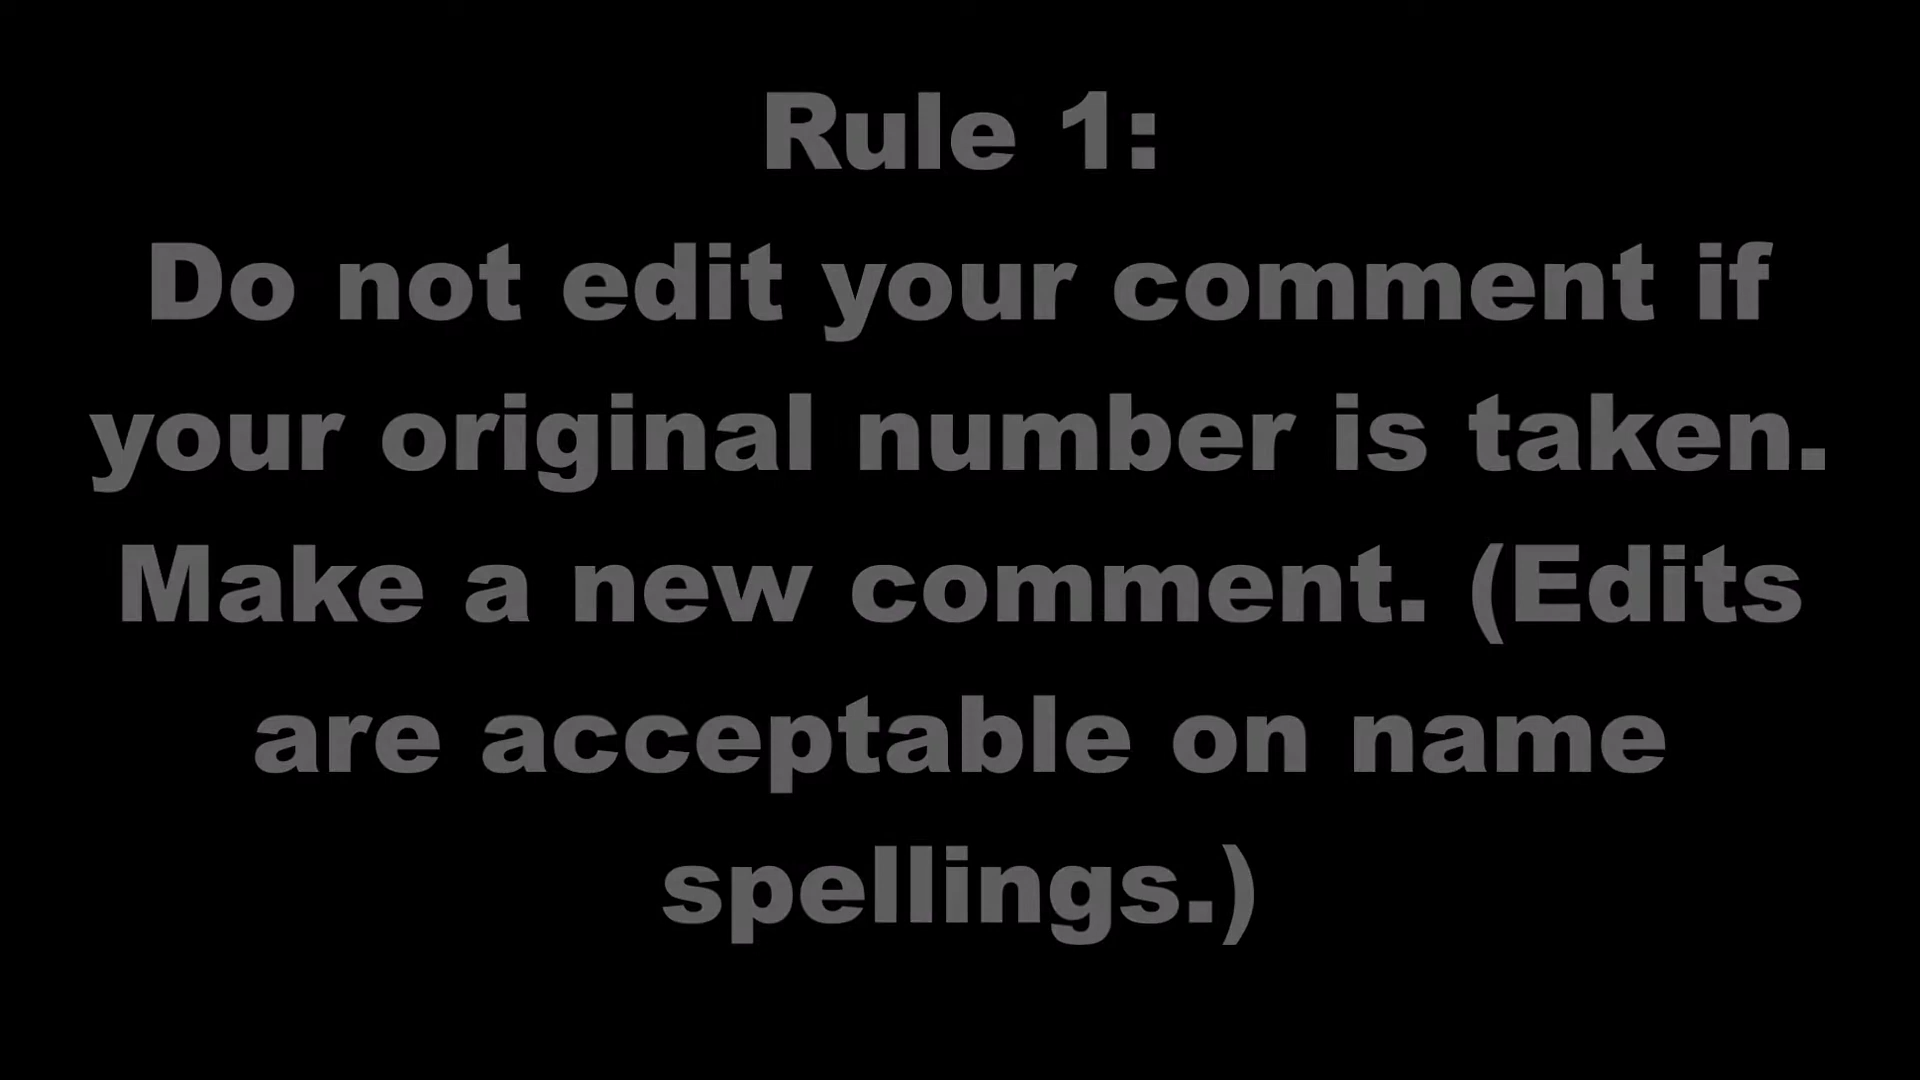 Rule 1:
Do not edit your comment if
your original number is taken.
Make a new comment. (Edits
are acceptable on name
spellings.)